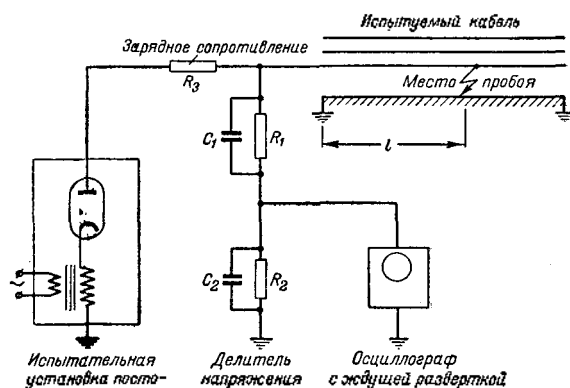 Испытуемый кабель
Зарядное сопротивление
R3
Место пробоя
l
C1
R1
C2
R2
~
Испытательная
установка посто-
Делитель
напряжения
Осциллограф
с ждущей разверткой